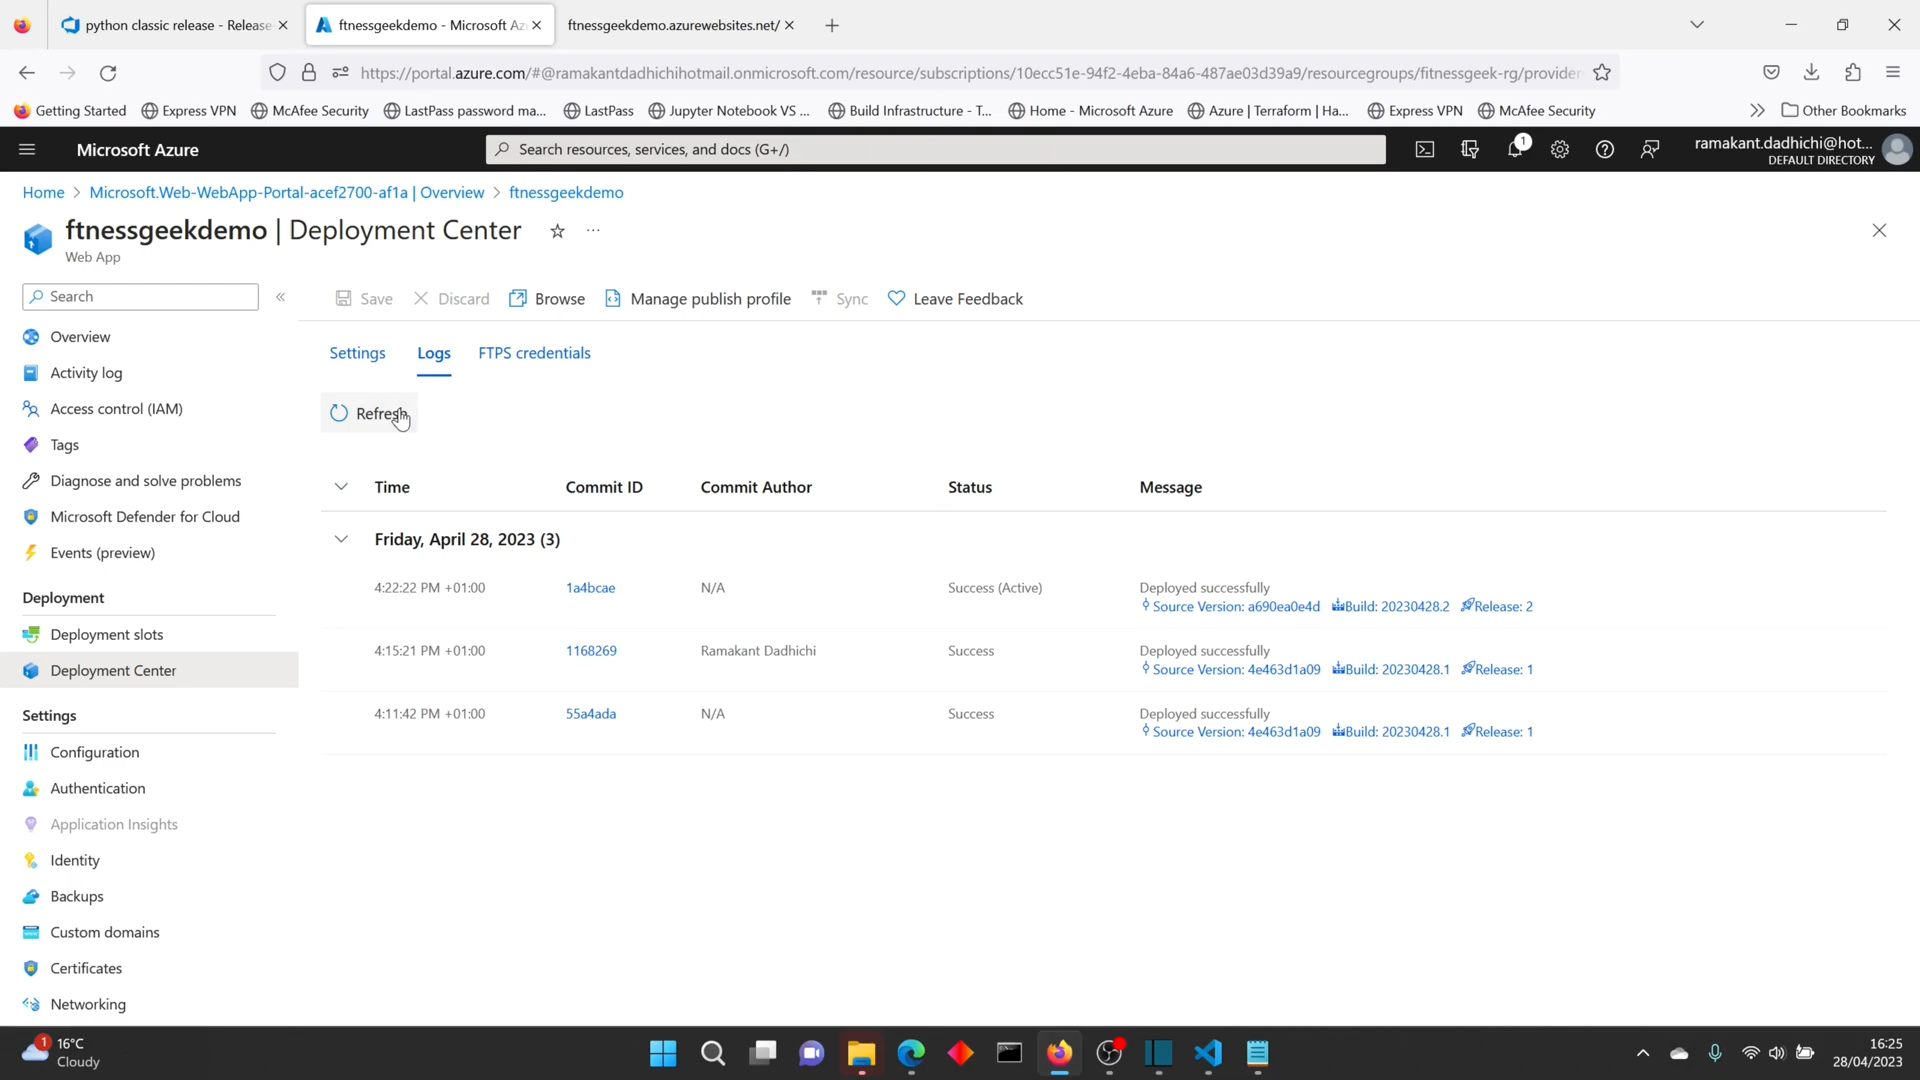 python classic release - Release
ftnessgeekdemo - Microsoft Az
ftnessgeekdemo.azurewebsites.net/
https://portal.azure.com/#@ramakantdadhichihotmail.onmicrosoft.com/resource/subscriptions/10ecc51e-94f2-4eba-84a6-487ae03d39a9/resourcegroups/fitnessgeek-rg/provider
Getting Started
Express VPN
McAfee Security
LastPass password ma...
LastPass
Jupyter Notebook VS ...
Build Infrastructure - T...
Home - Microsoft Azure
Azure | Terraform | Ha...
Express VPN
McAfee Security
Other Bookmarks
Microsoft Azure
Search resources, services, and docs (G+/)
1
ramakant.dadhichi@hot...
DEFAULT DIRECTORY
Home > Microsoft.Web-WebApp-Portal-acef2700-af1a | Overview > ftnessgeekdemo
ftnessgeekdemo | Deployment Center
Web App
Search
Save
Discard
Browse
Manage publish profile
Sync
Leave Feedback
Overview
Activity log
Access control (IAM)
Tags
Diagnose and solve problems
Microsoft Defender for Cloud
Events (preview)
Deployment
Deployment slots
Deployment Center
Settings
Configuration
Authentication
Application Insights
Identity
Backups
Custom domains
Certificates
Networking
Settings
Logs
FTPS credentials
Refresh
Time Commit ID Commit Author Status Message
Friday, April 28, 2023 (3)
4:22:22 PM +01:00 1a4bcae N/A Success (Active) Deployed successfully
Source Version: a690ea0e4d Build: 20230428.2 Release: 2
4:15:21 PM +01:00 1168269 Ramakant Dadhichi Success Deployed successfully
Source Version: 4e463d1a09 Build: 20230428.1 Release: 1
4:11:42 PM +01:00 55a4ada N/A Success Deployed successfully
Source Version: 4e463d1a09 Build: 20230428.1 Release: 1
1
16°C
Cloudy
16:25
28/04/2023